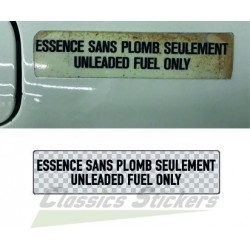 ESSENCE SANS PLOMB SEULEMENT
UNLEADED FUEL ONLY
ESSENCE SANS PLOMB SEULEMENT
UNLEADED FUEL ONLY
Classics Stickers